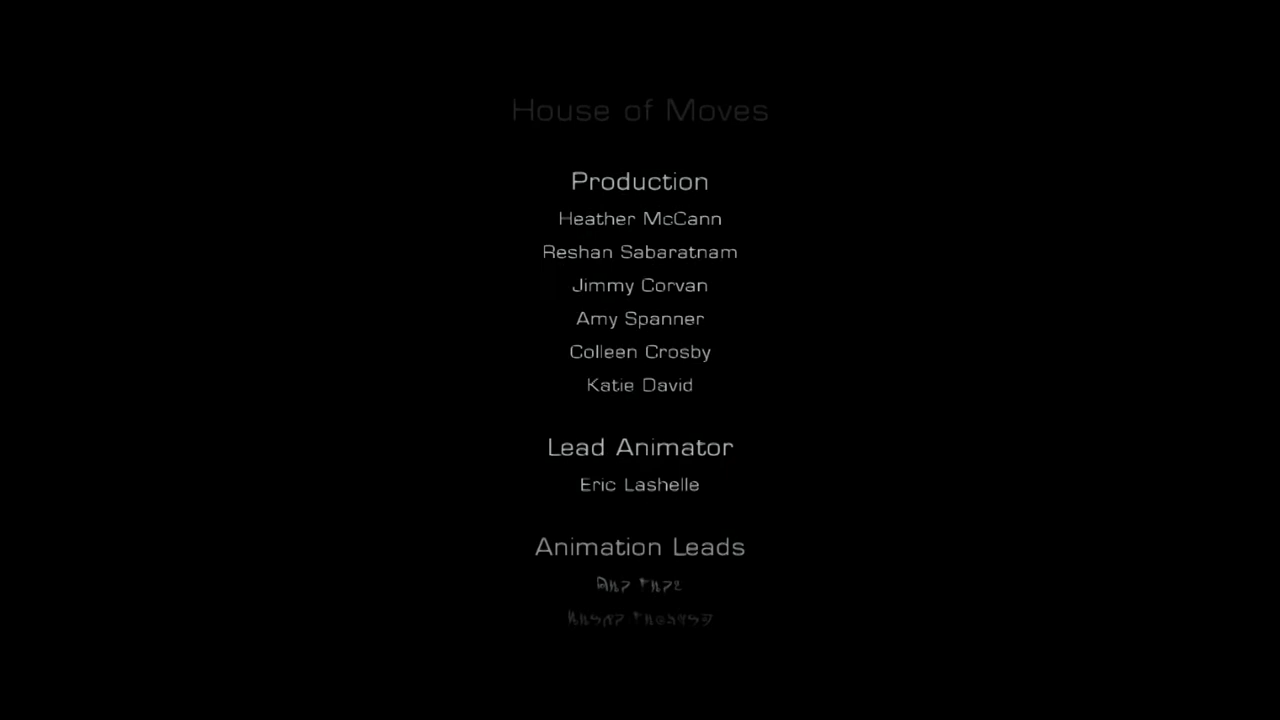 House of Moves
Production
Heather McCann
Reshan Sabaratnam
Jimmy Corvan
Amy Spanner
Colleen Crosby
Katie David
Lead Animator
Eric Lashelle
Animation Leads